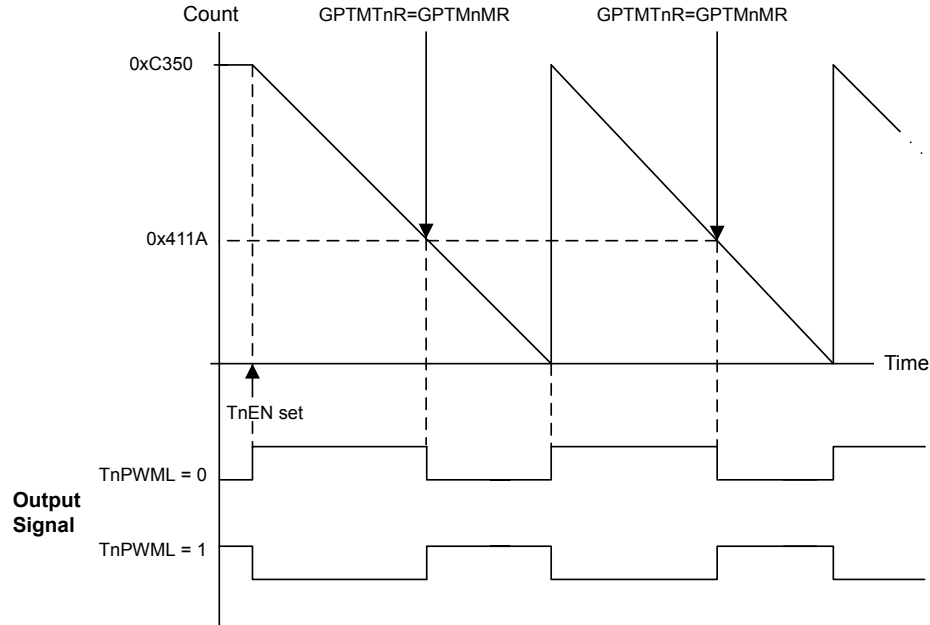 Count
GPTMTnR=GPTMnMR
GPTMTnR=GPTMnMR
0xC350
0x411A
Time
TnEN set
TnPWML = 0
Output
Signal
TnPWML = 1